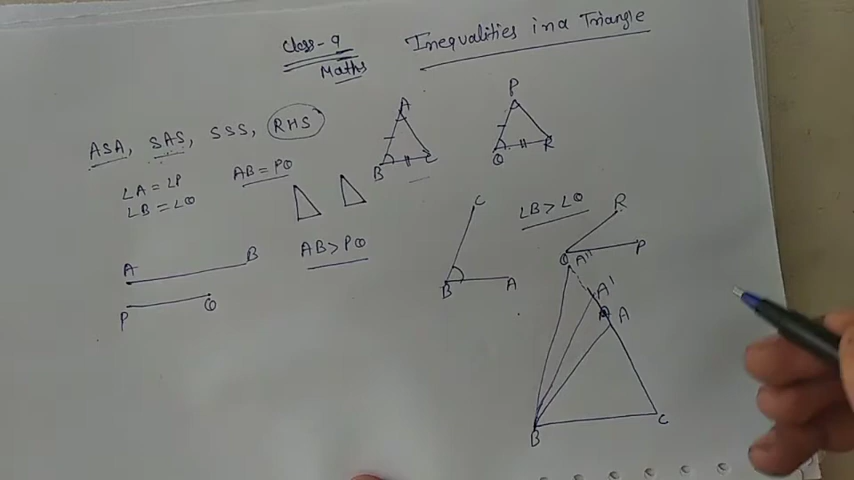 Class-9
Maths
Inequalities in a Triangle
ASA, SAS, SSS, RHS
∠A=∠P
∠B=∠Q
AB=PQ
A
B
C
P
Q
R
AB>PQ
A
B
P
Q
∠B>∠Q
C
B
A
R
Q
P
A"
A'
A
B
C